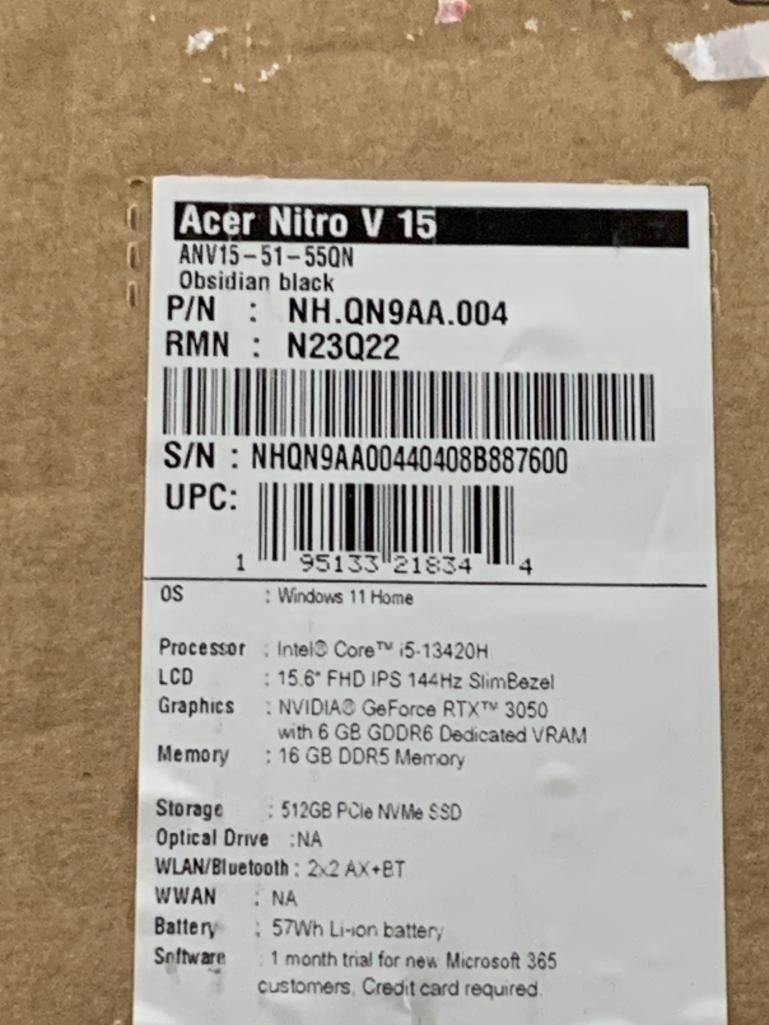 Acer Nitro V 15
ANV15-51-55QN
Obsidian black
P/N : NH.QN9AA.004
RMN : N23Q22
S/N : NHQN9AA00440408B887600
UPC:
1 95133 21834 4
OS : Windows 11 Home
Processor : Intel® Core™ i5-13420H
LCD : 15.6" FHD IPS 144Hz SlimBezel
Graphics : NVIDIA® GeForce RTX™ 3050
with 6 GB GDDR6 Dedicated VRAM
Memory : 16 GB DDR5 Memory
Storage : 512GB PCIe NVMe SSD
Optical Drive :NA
WLAN/Bluetooth : 2x2 AX+BT
WWAN : NA
Battery : 57Wh Li-ion battery
Software : 1 month trial for new Microsoft 365
customers, Credit card required.